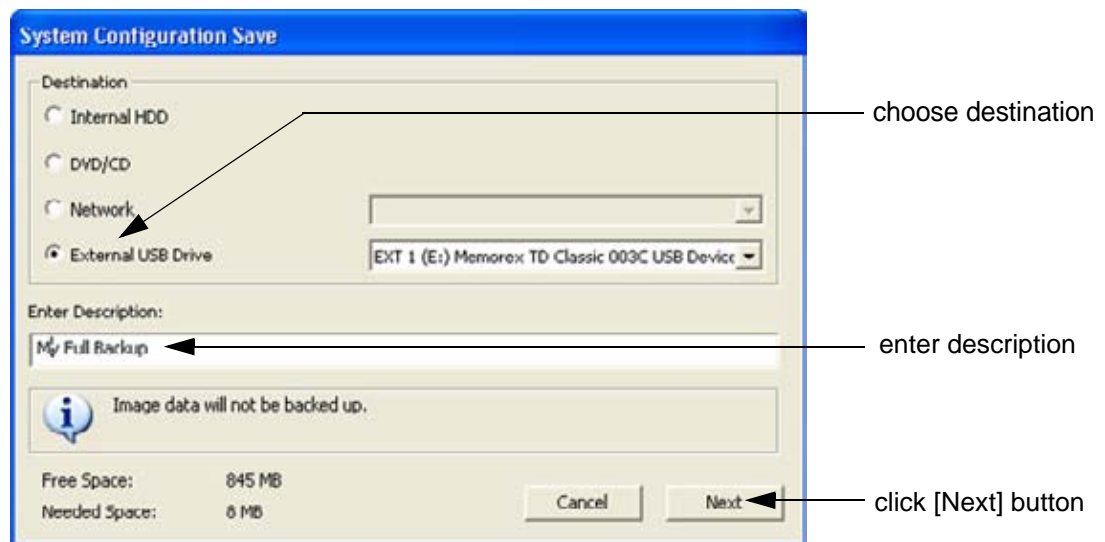 System Configuration Save
Destination
Internal HDD
choose destination
DVD/CD
Network
External USB Drive
EXT 1 (E:) Memorex TD Classic 003C USB Device
Enter Description:
My Full Backup
enter description
Image data will not be backed up.
Free Space: 845 MB
Needed Space: 8 MB
Cancel
Next
click [Next] button